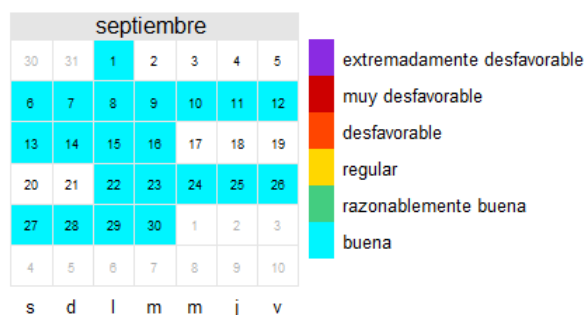 septiembre
30 31 1 2 3 4 5
6 7 8 9 10 11 12
13 14 15 16 17 18 19
20 21 22 23 24 25 26
27 28 29 30 1 2 3
4 5 6 7 8 9 10
s d l m m j v
extremadamente desfavorable
muy desfavorable
desfavorable
regular
razonablemente buena
buena